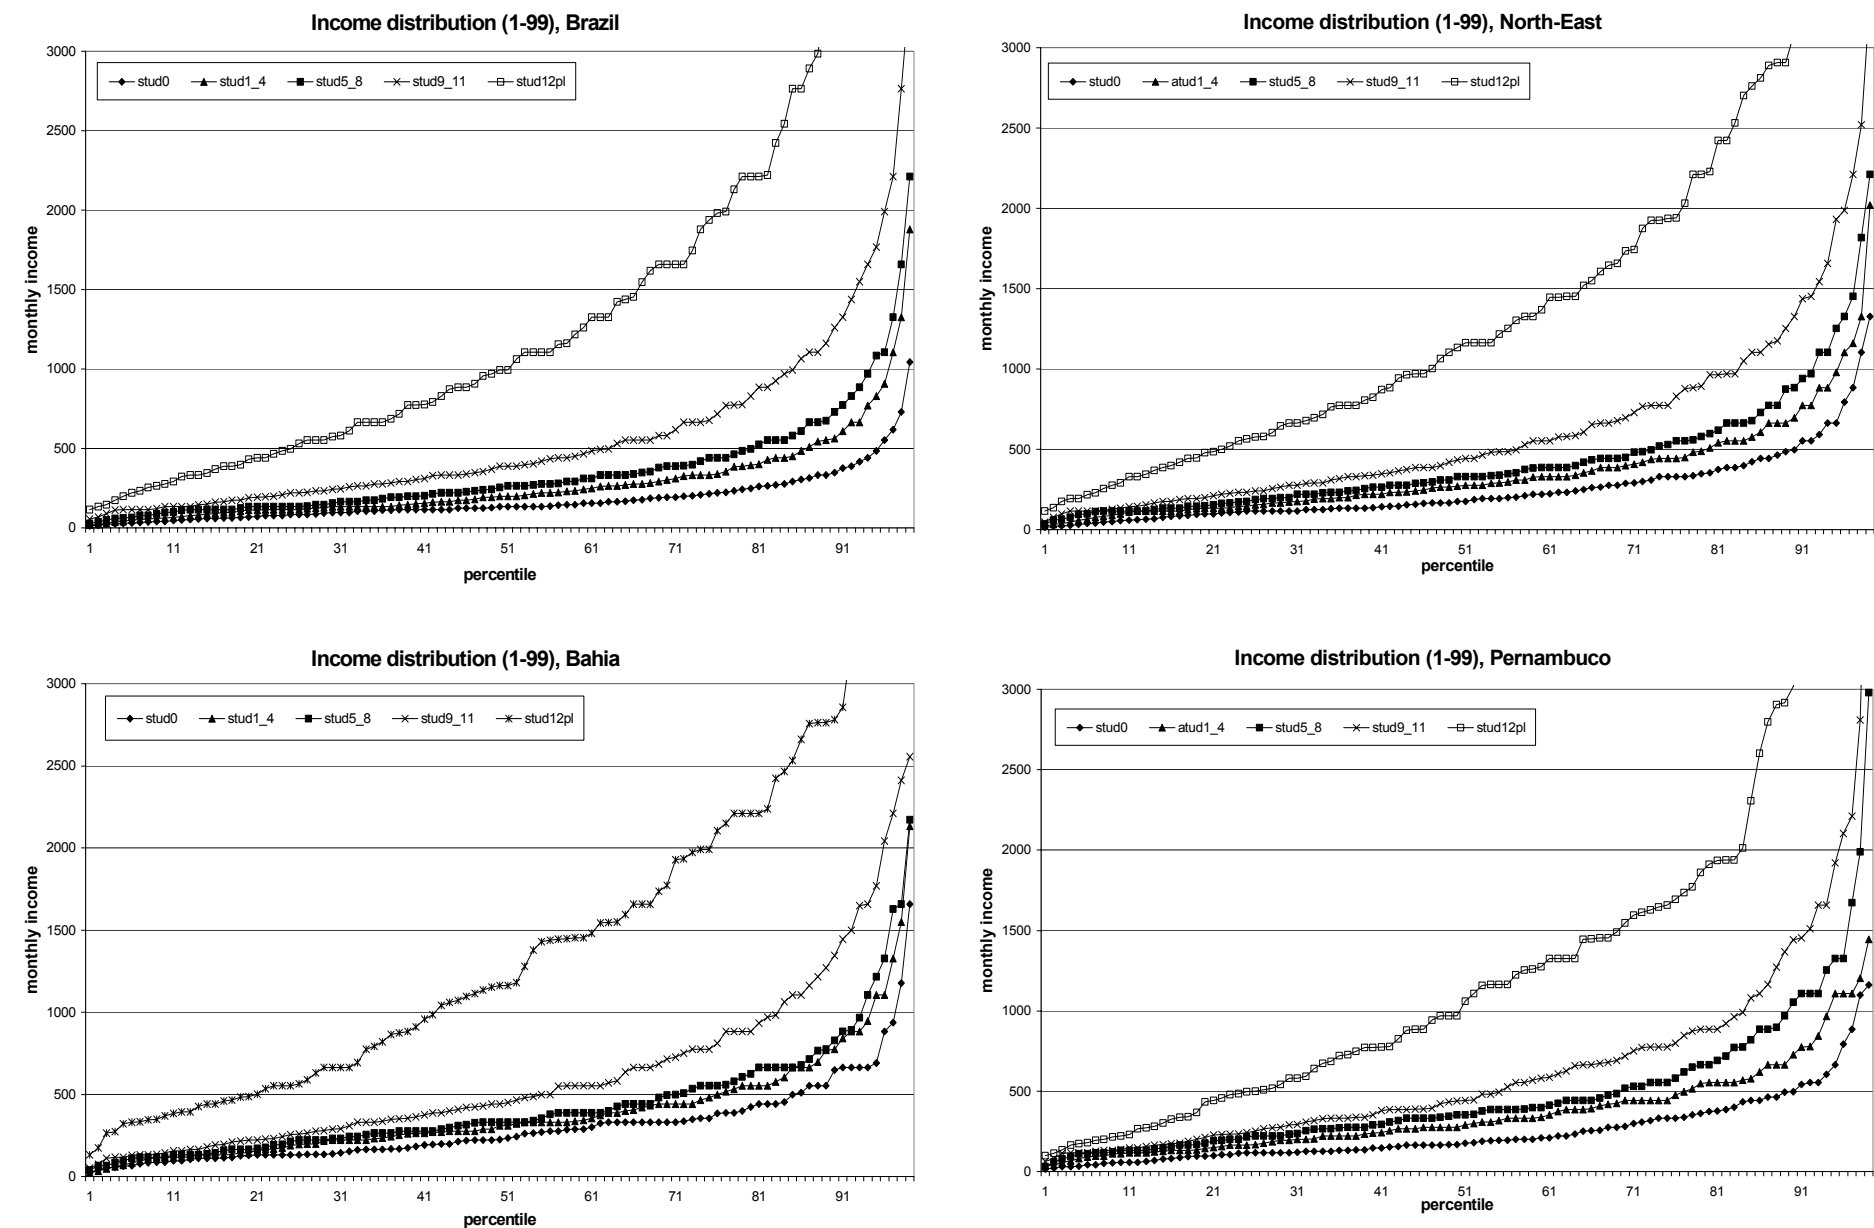 Income distribution (1-99), Brazil
3000
2500
2000
1500
1000
500
0
monthly income
stud0 stud1_4 stud5_8 stud9_11 stud12pl
1 11 21 31 41 51 61 71 81 91
percentile
Income distribution (1-99), North-East
3000
2500
2000
1500
1000
500
0
monthly income
stud0 atud1_4 stud5_8 stud9_11 stud12pl
1 11 21 31 41 51 61 71 81 91
percentile
Income distribution (1-99), Bahia
3000
2500
2000
1500
1000
500
0
monthly income
stud0 stud1_4 stud5_8 stud9_11 stud12pl
1 11 21 31 41 51 61 71 81 91
percentile
Income distribution (1-99), Pernambuco
3000
2500
2000
1500
1000
500
0
monthly income
stud0 atud1_4 stud5_8 stud9_11 stud12pl
1 11 21 31 41 51 61 71 81 91
percentile